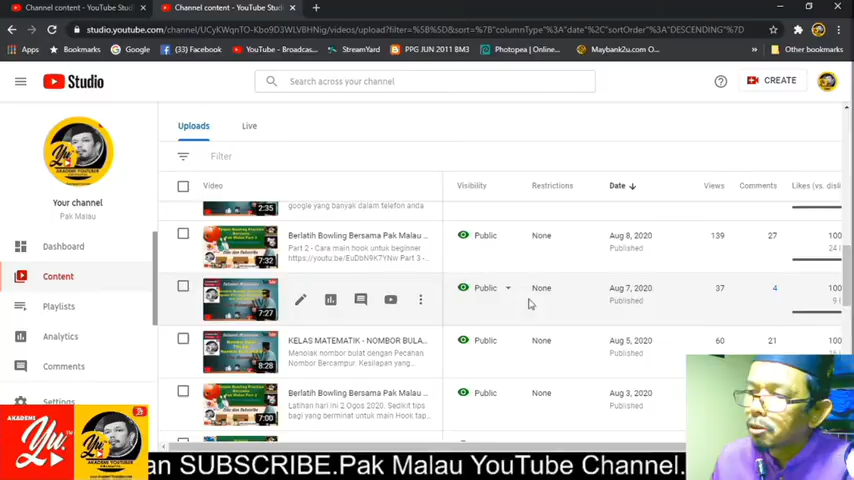 Channel content - YouTube Studio
Channel content - YouTube Studio
studio.youtube.com/channel/UCyKWqnTO-Kbo9D3WLVBHNig/videos/upload?filter=%5B%5D&sort=%7B"columnType"%3A"date"%2C"sortOrder"%3A"DESCENDING"%7D
Apps
Bookmarks
Google
(33) Facebook
YouTube - Broadcas...
StreamYard
PPG JUN 2011 BM3
Photopea | Online...
Maybank2u.com O...
Other bookmarks
Studio
Search across your channel
CREATE
Uploads
Live
Filter
Video
Visibility
Restrictions
Date
Views
Comments
Likes (vs. disl
2:35
google yang banyak dalam telefon anda
100
Berlatih Bowling Bersama Pak Malau ...
Part 2 - Cara main hook untuk beginner
https://youtu.be/EuDbN9K7YNw Part 3 -
7:32
Public
None
Aug 8, 2020
Published
139
27
100
7:27
Public
None
Aug 7, 2020
Published
37
4
100
KELAS MATEMATIK - NOMBOR BULA...
Menolak nombor bulat dengan Pecahan
Nombor Bercampur. Kesilapan yang
8:28
Public
None
Aug 5, 2020
Published
60
21
100
Berlatih Bowling Bersama Pak Malau ...
Latihan hari ini 2 Ogos 2020. Sedikit tips
bagi yang berminat untuk main Hook tap...
7:00
Public
None
Aug 3, 2020
Published
Your channel
Pak Malau
Dashboard
Content
Playlists
Analytics
Comments
Settings
AKADEMI
Yu.
an SUBSCRIBE.Pak Malau YouTube Channel.